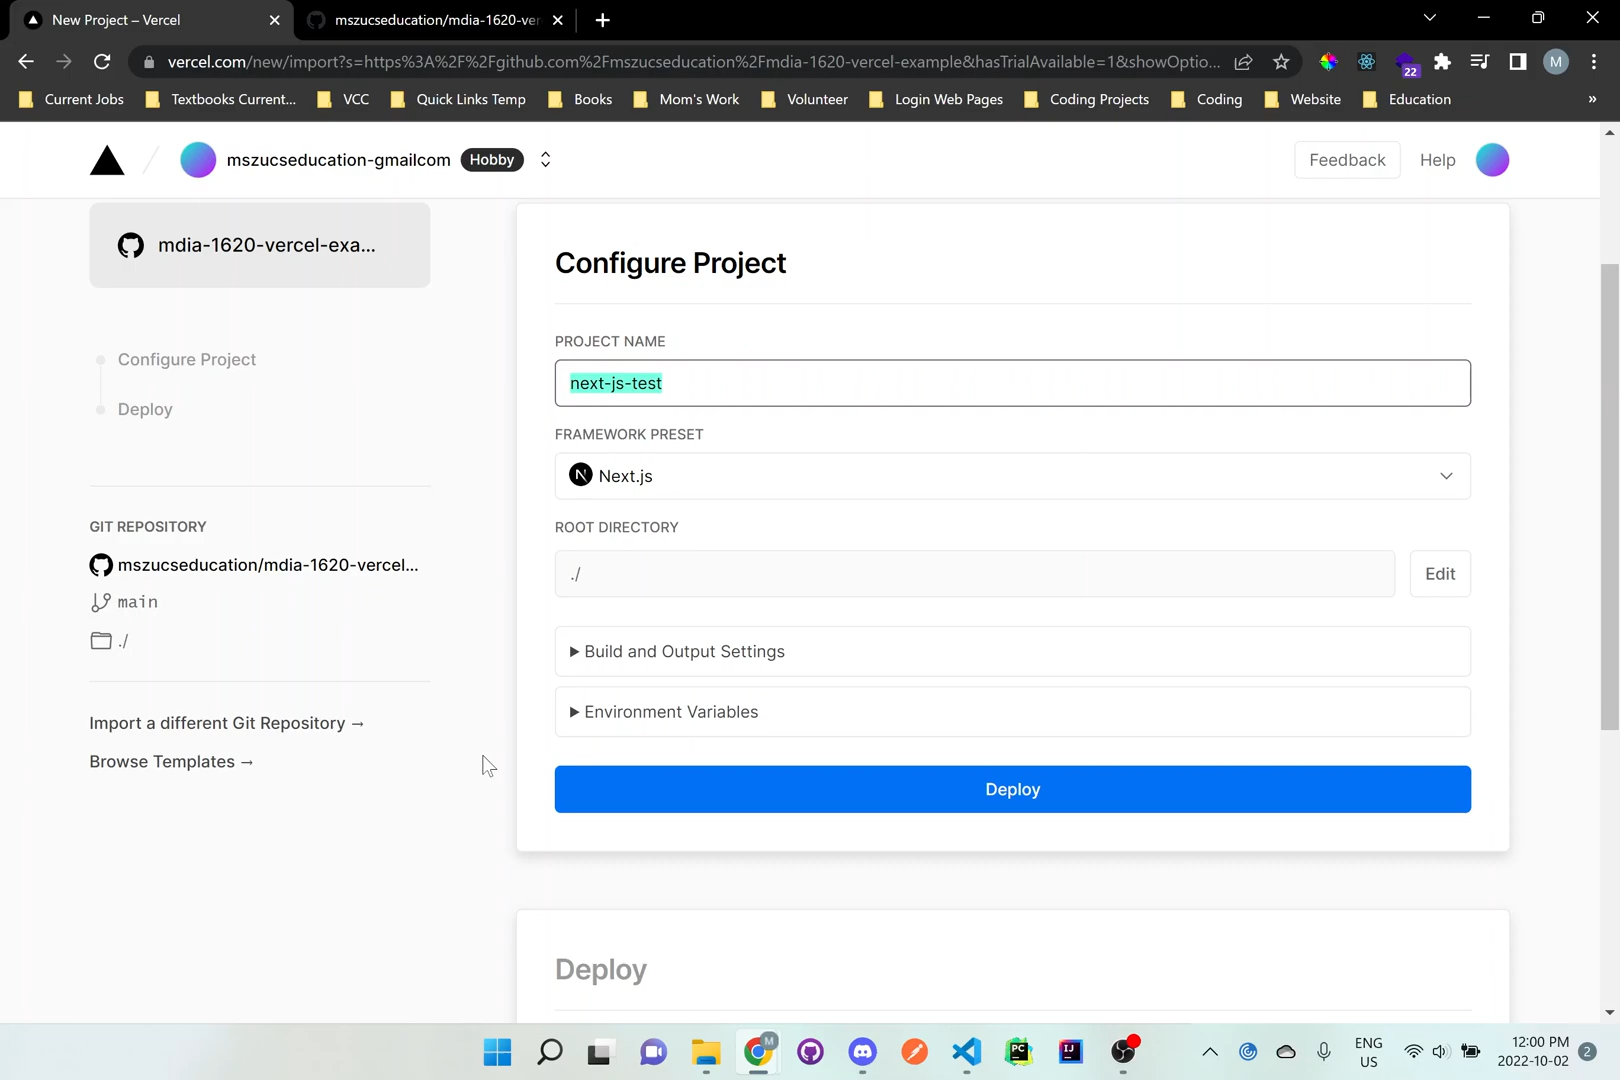 New Project – Vercel
mszucseducation/mdia-1620-ver
vercel.com/new/import?s=https%3A%2F%2Fgithub.com%2Fmszucseducation%2Fmdia-1620-vercel-example&hasTrialAvailable=1&showOptio...
22
M
Current Jobs
Textbooks Current...
VCC
Quick Links Temp
Books
Mom's Work
Volunteer
Login Web Pages
Coding Projects
Coding
Website
Education
»
mszucseducation-gmailcom
Hobby
Feedback
Help
mdia-1620-vercel-exa...
Configure Project
Deploy
GIT REPOSITORY
mszucseducation/mdia-1620-vercel...
main
./
Import a different Git Repository →
Browse Templates →
Configure Project
PROJECT NAME
next-js-test
FRAMEWORK PRESET
N Next.js
ROOT DIRECTORY
./
Edit
Build and Output Settings
Environment Variables
Deploy
Deploy
M
PC
IJ
ENG
US
12:00 PM
2022-10-02
2